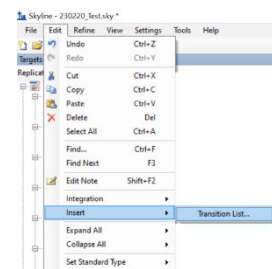 Skyline - 230220_Test.sky *
File Edit Refine View Settings Tools Help
Undo Ctrl+Z
Targets
Redo Ctrl+Y
Replicat
Cut Ctrl+X
Copy Ctrl+C
Paste Ctrl+V
Delete Del
Select All Ctrl+A
Find... Ctrl+F
Find Next F3
Edit Note Shift+F2
Integration
Insert Transition List...
Expand All
Collapse All
Set Standard Type